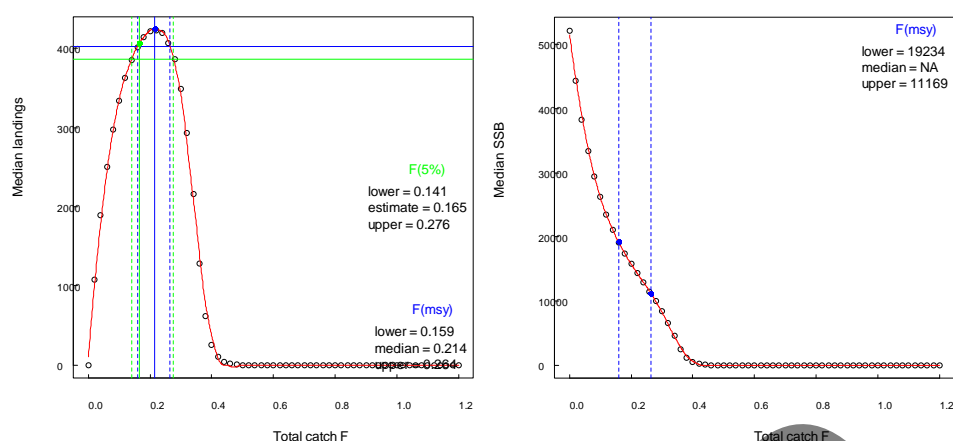 Median landings
4000
3000
2000
1000
0
0.0 0.2 0.4 0.6 0.8 1.0 1.2
Total catch F
F(5%)
lower = 0.141
estimate = 0.165
upper = 0.276
F(msy)
lower = 0.159
median = 0.214
upper = 0.264
Median SSB
50000
40000
30000
20000
10000
0
0.0 0.2 0.4 0.6 0.8 1.0 1.2
Total catch F
F(msy)
lower = 19234
median = NA
upper = 11169